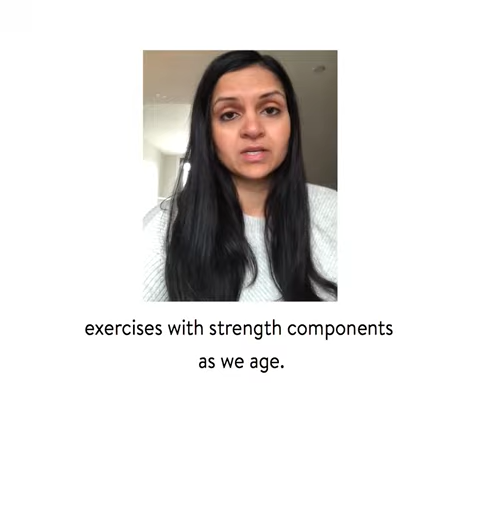 exercises with strength components
as we age.